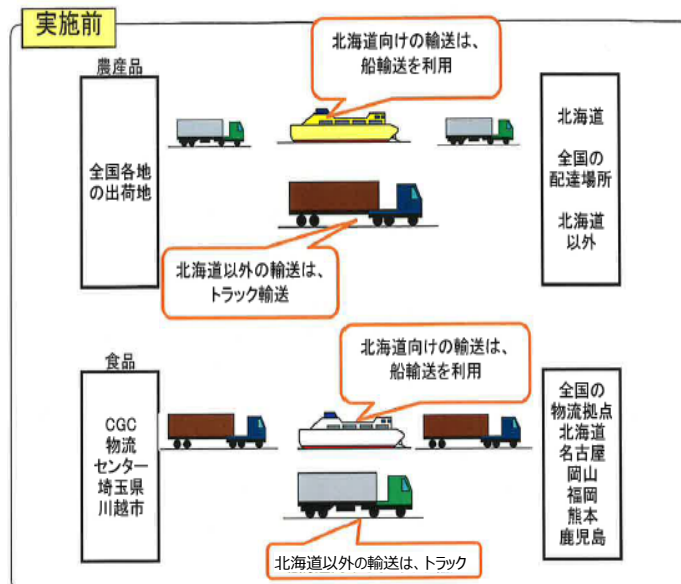 実施前
農産品
北海道向けの輸送は、
船輸送を利用
全国各地
の出荷地
北海道
全国の
配達場所
北海道
以外
北海道以外の輸送は、
トラック輸送
食品
北海道向けの輸送は、
船輸送を利用
CGC
物流
センター
埼玉県
川越市
全国の
物流拠点
北海道
名古屋
岡山
福岡
熊本
鹿児島
北海道以外の輸送は、トラック